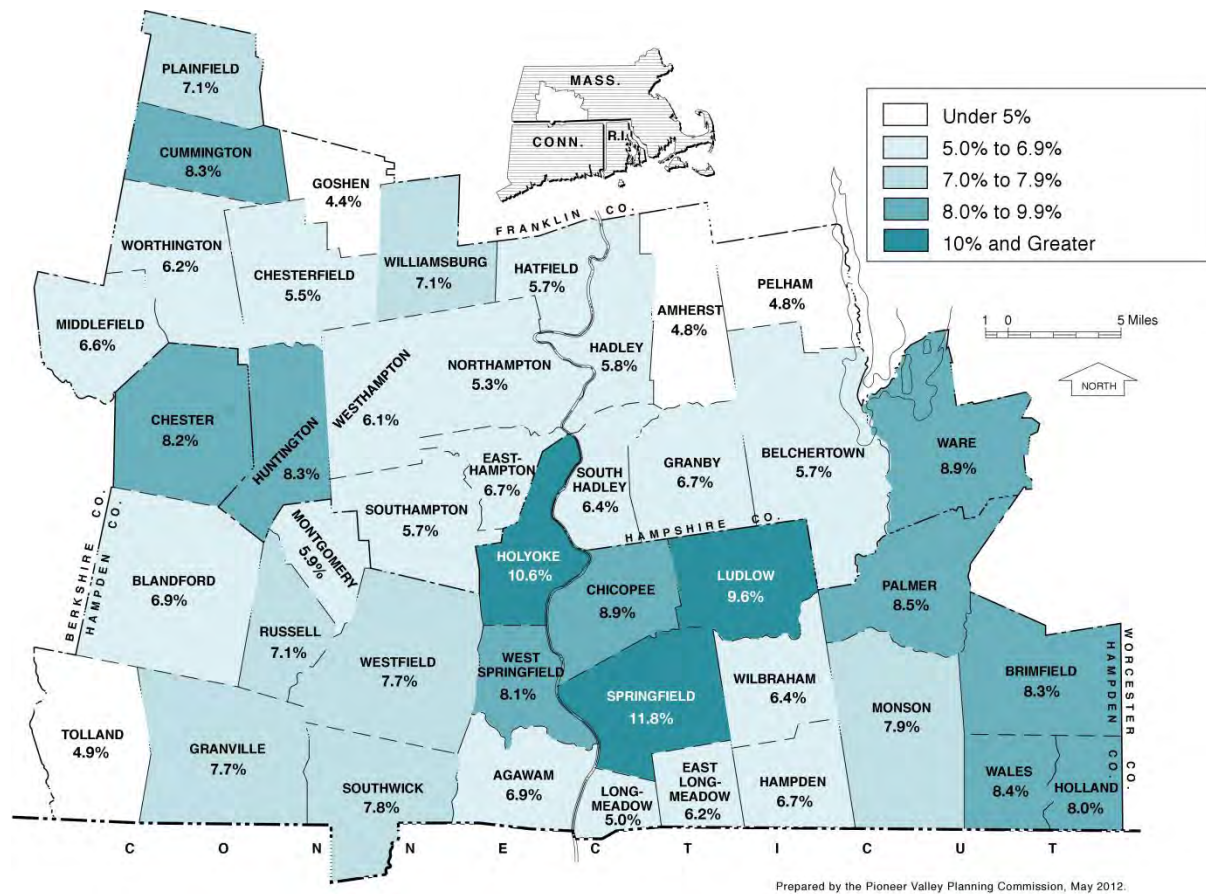 PLAINFIELD
7.1%
MASS.
CONN.
R.I.
Under 5%
5.0% to 6.9%
7.0% to 7.9%
8.0% to 9.9%
10% and Greater
CUMMINGTON
8.3%
GOSHEN
4.4%
FRANKLIN CO.
WORTHINGTON
6.2%
CHESTERFIELD
5.5%
WILLIAMSBURG
7.1%
HATFIELD
5.7%
AMHERST
4.8%
PELHAM
4.8%
MIDDLEFIELD
6.6%
NORTHAMPTON
5.3%
HADLEY
5.8%
1 0 5 Miles
NORTH
WESTHAMPTON
6.1%
CHESTER
8.2%
HUNTINGTON
8.3%
EAST-
HAMPTON
6.7%
SOUTH
HADLEY
6.4%
GRANBY
6.7%
BELCHERTOWN
5.7%
WARE
8.9%
SOUTHAMPTON
5.7%
HAMPSHIRE CO.
MONTGOMERY
5.9%
BERKSHIRE CO.
HAMPDEN CO.
BLANDFORD
6.9%
HOLYOKE
10.6%
CHICOPEE
8.9%
LUDLOW
9.6%
PALMER
8.5%
RUSSELL
7.1%
WESTFIELD
7.7%
WEST
SPRINGFIELD
8.1%
SPRINGFIELD
11.8%
WILBRAHAM
6.4%
MONSON
7.9%
BRIMFIELD
8.3%
HAMPDEN CO.
WORCESTER CO.
TOLLAND
4.9%
GRANVILLE
7.7%
SOUTHWICK
7.8%
AGAWAM
6.9%
LONG-
MEADOW
5.0%
EAST
LONG-
MEADOW
6.2%
HAMPDEN
6.7%
WALES
8.4%
HOLLAND
8.0%
CONNECTICUT
Prepared by the Pioneer Valley Planning Commission, May 2012.